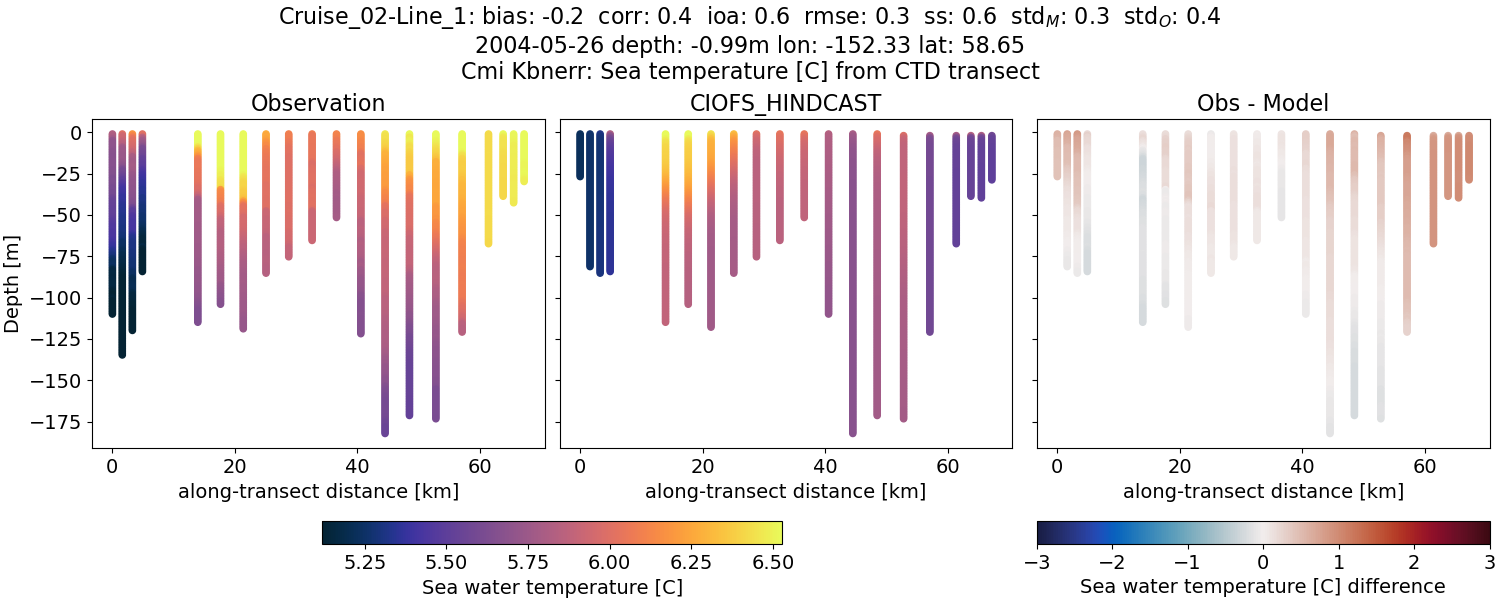 Cruise_02-Line_1: bias: -0.2 corr: 0.4 ioa: 0.6 rmse: 0.3 ss: 0.6 std_M: 0.3 std_O: 0.4
2004-05-26 depth: -0.99m lon: -152.33 lat: 58.65
Cmi Kbnerr: Sea temperature [C] from CTD transect
Observation
CIOFS_HINDCAST
Obs - Model
Depth [m]
0
−25
−50
−75
−100
−125
−150
−175
0 20 40 60
0 20 40 60
0 20 40 60
along-transect distance [km]
along-transect distance [km]
along-transect distance [km]
5.25 5.50 5.75 6.00 6.25 6.50
Sea water temperature [C]
−3 −2 −1 0 1 2 3
Sea water temperature [C] difference